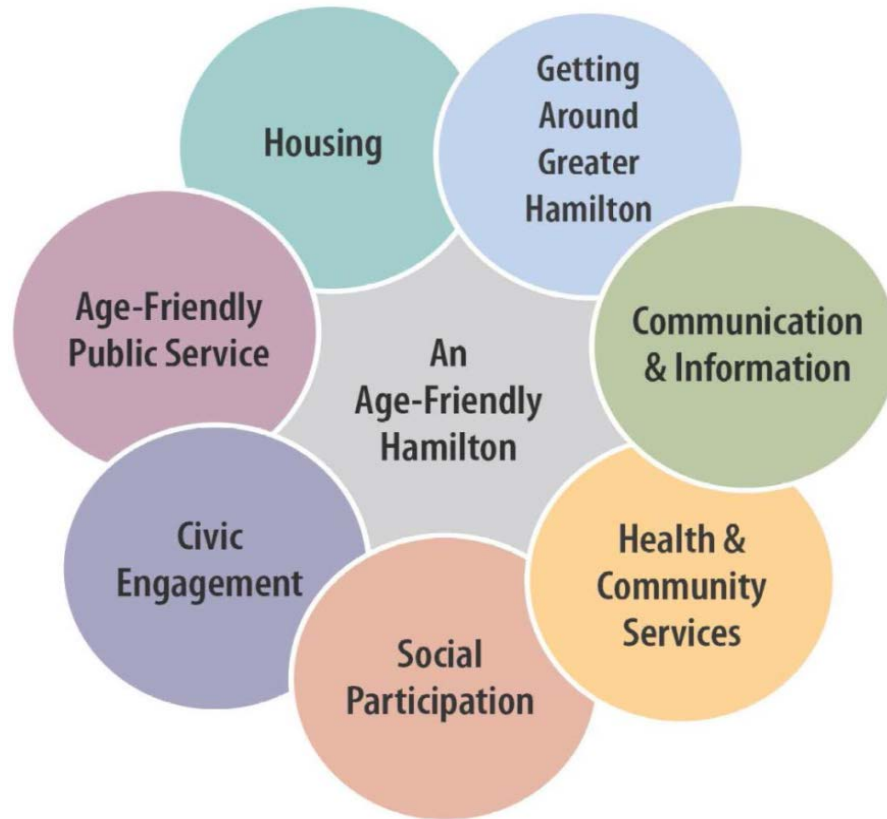 Housing
Getting
Around
Greater
Hamilton
Age-Friendly
Public Service
An
Age-Friendly
Hamilton
Communication
& Information
Civic
Engagement
Health &
Community
Services
Social
Participation